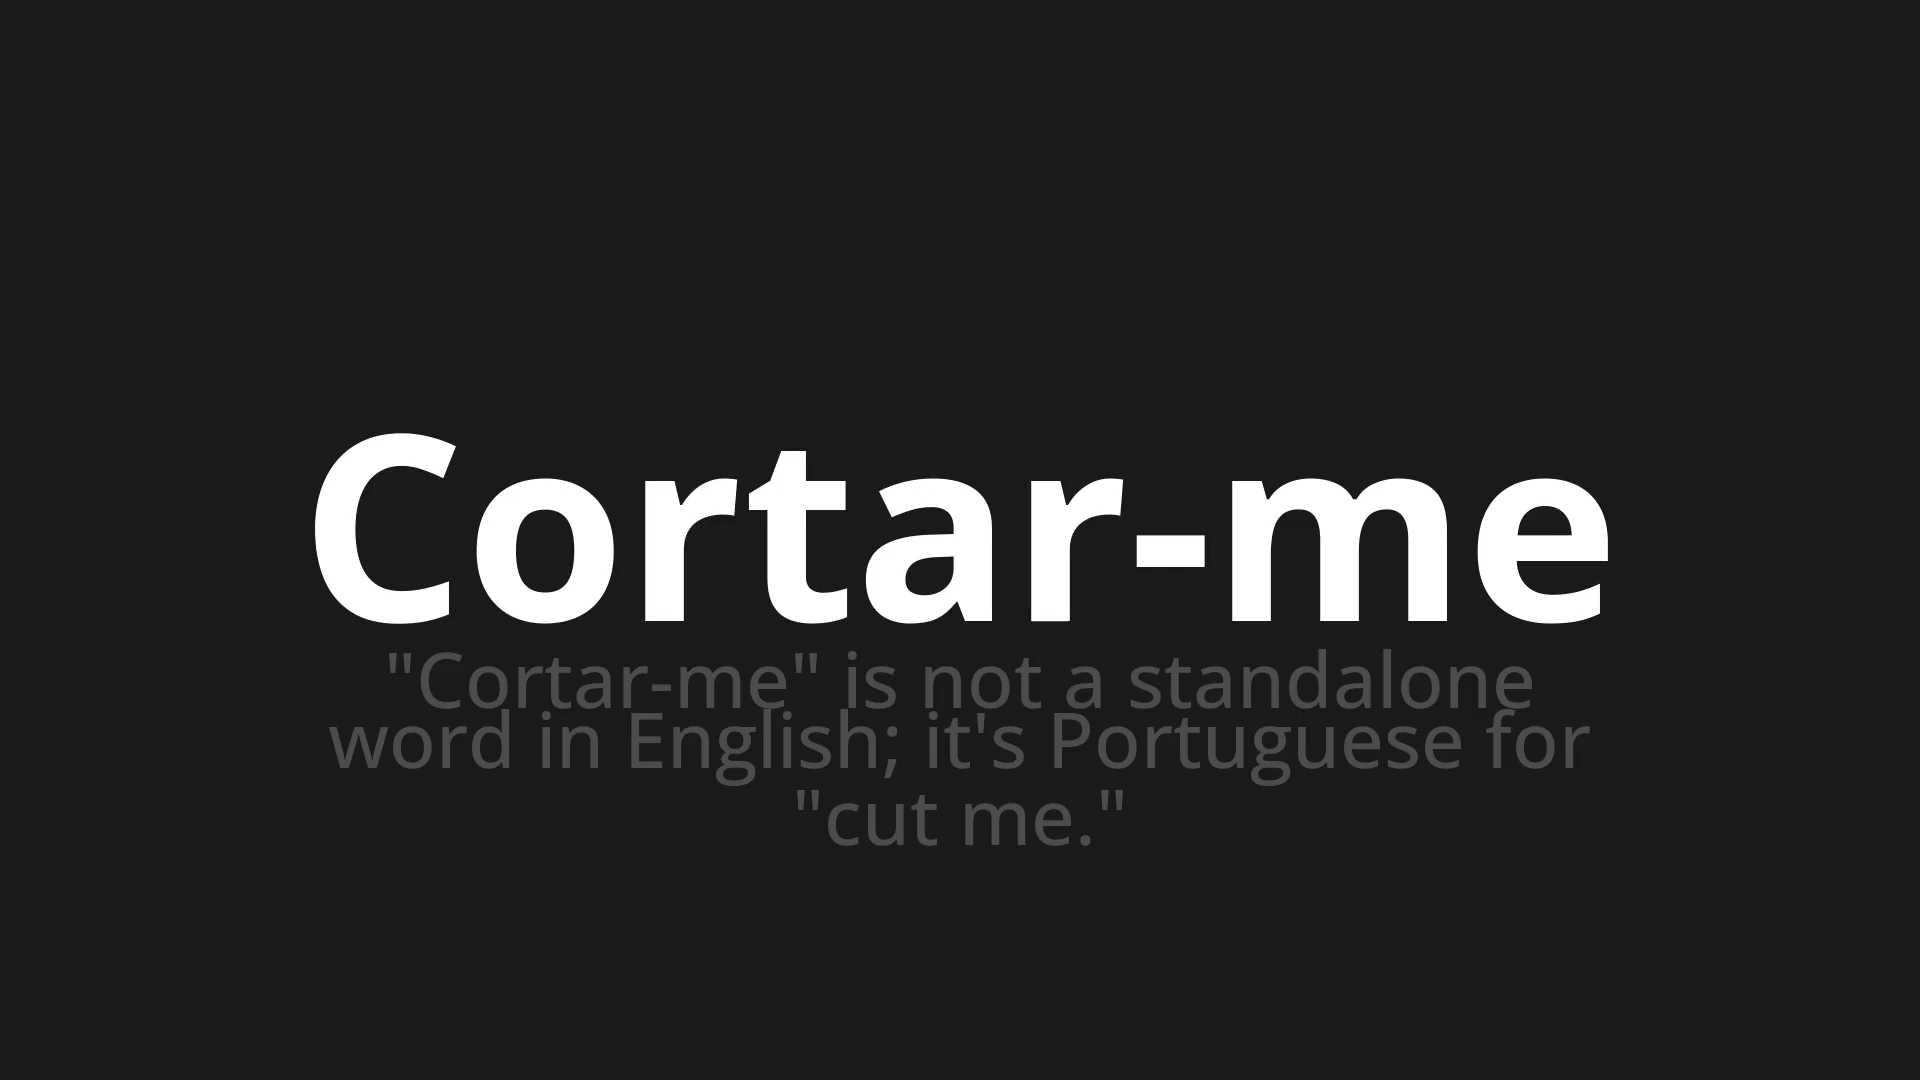 Cortar-me
"Cortar-me" is not a standalone
word in English; it's Portuguese for
"cut me."